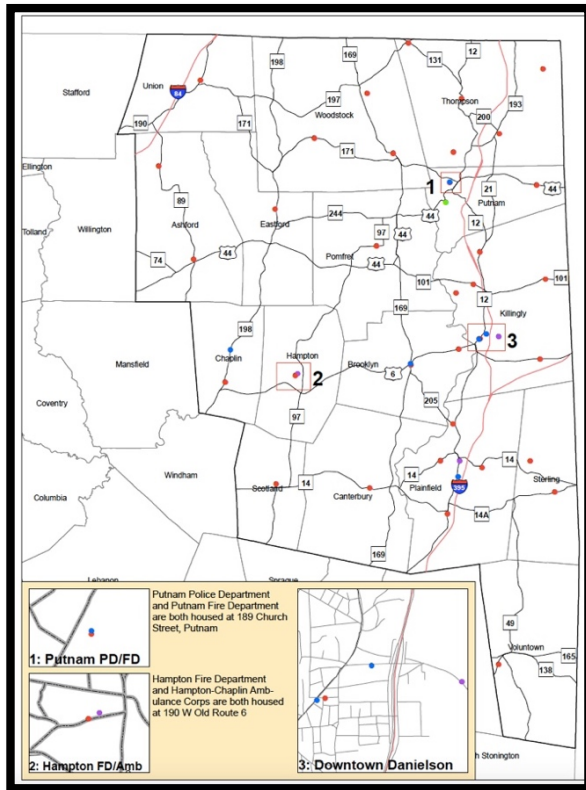 12
198
169
131
Union
Stafford
84
Thompson
193
197
Woodstock
200
190
171
171
Ellington
1
44
21
Putnam
89
Willington
Tolland
Ashford
Eastford
244
44
97
44
12
Pomfret
74
44
44
101
101
12
169
Killingly
198
Mansfield
Chaplin
Hampton
Brooklyn
3
2
6
Coventry
205
97
Windham
14
14
Scotland
14
Plainfield
395
Sterling
Columbia
Canterbury
14A
169
Lebanon
Sprague
49
Voluntown
165
138
h Stonington
Putnam Police Department
and Putnam Fire Department
are both housed at 189 Church
Street, Putnam
1: Putnam PD/FD
Hampton Fire Department
and Hampton-Chaplin Amb-
ulance Corps are both housed
at 190 W Old Route 6
2: Hampton FD/Amb
3: Downtown Danielson